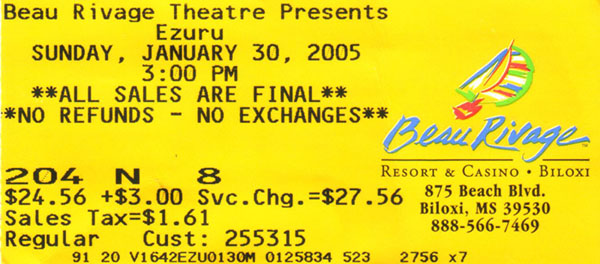 Beau Rivage Theatre Presents
Ezuru
SUNDAY, JANUARY 30, 2005
3:00 PM
**ALL SALES ARE FINAL**
*NO REFUNDS - NO EXCHANGES**
204 N 8
$24.56 +$3.00 Svc.Chg.=$27.56
Sales Tax=$1.61
Regular Cust: 255315
91 20 V1642EZU0130M 0125834 523 2756 x7
Beau Rivage™
RESORT & CASINO • BILOXI
875 Beach Blvd.
Biloxi, MS 39530
888-566-7469